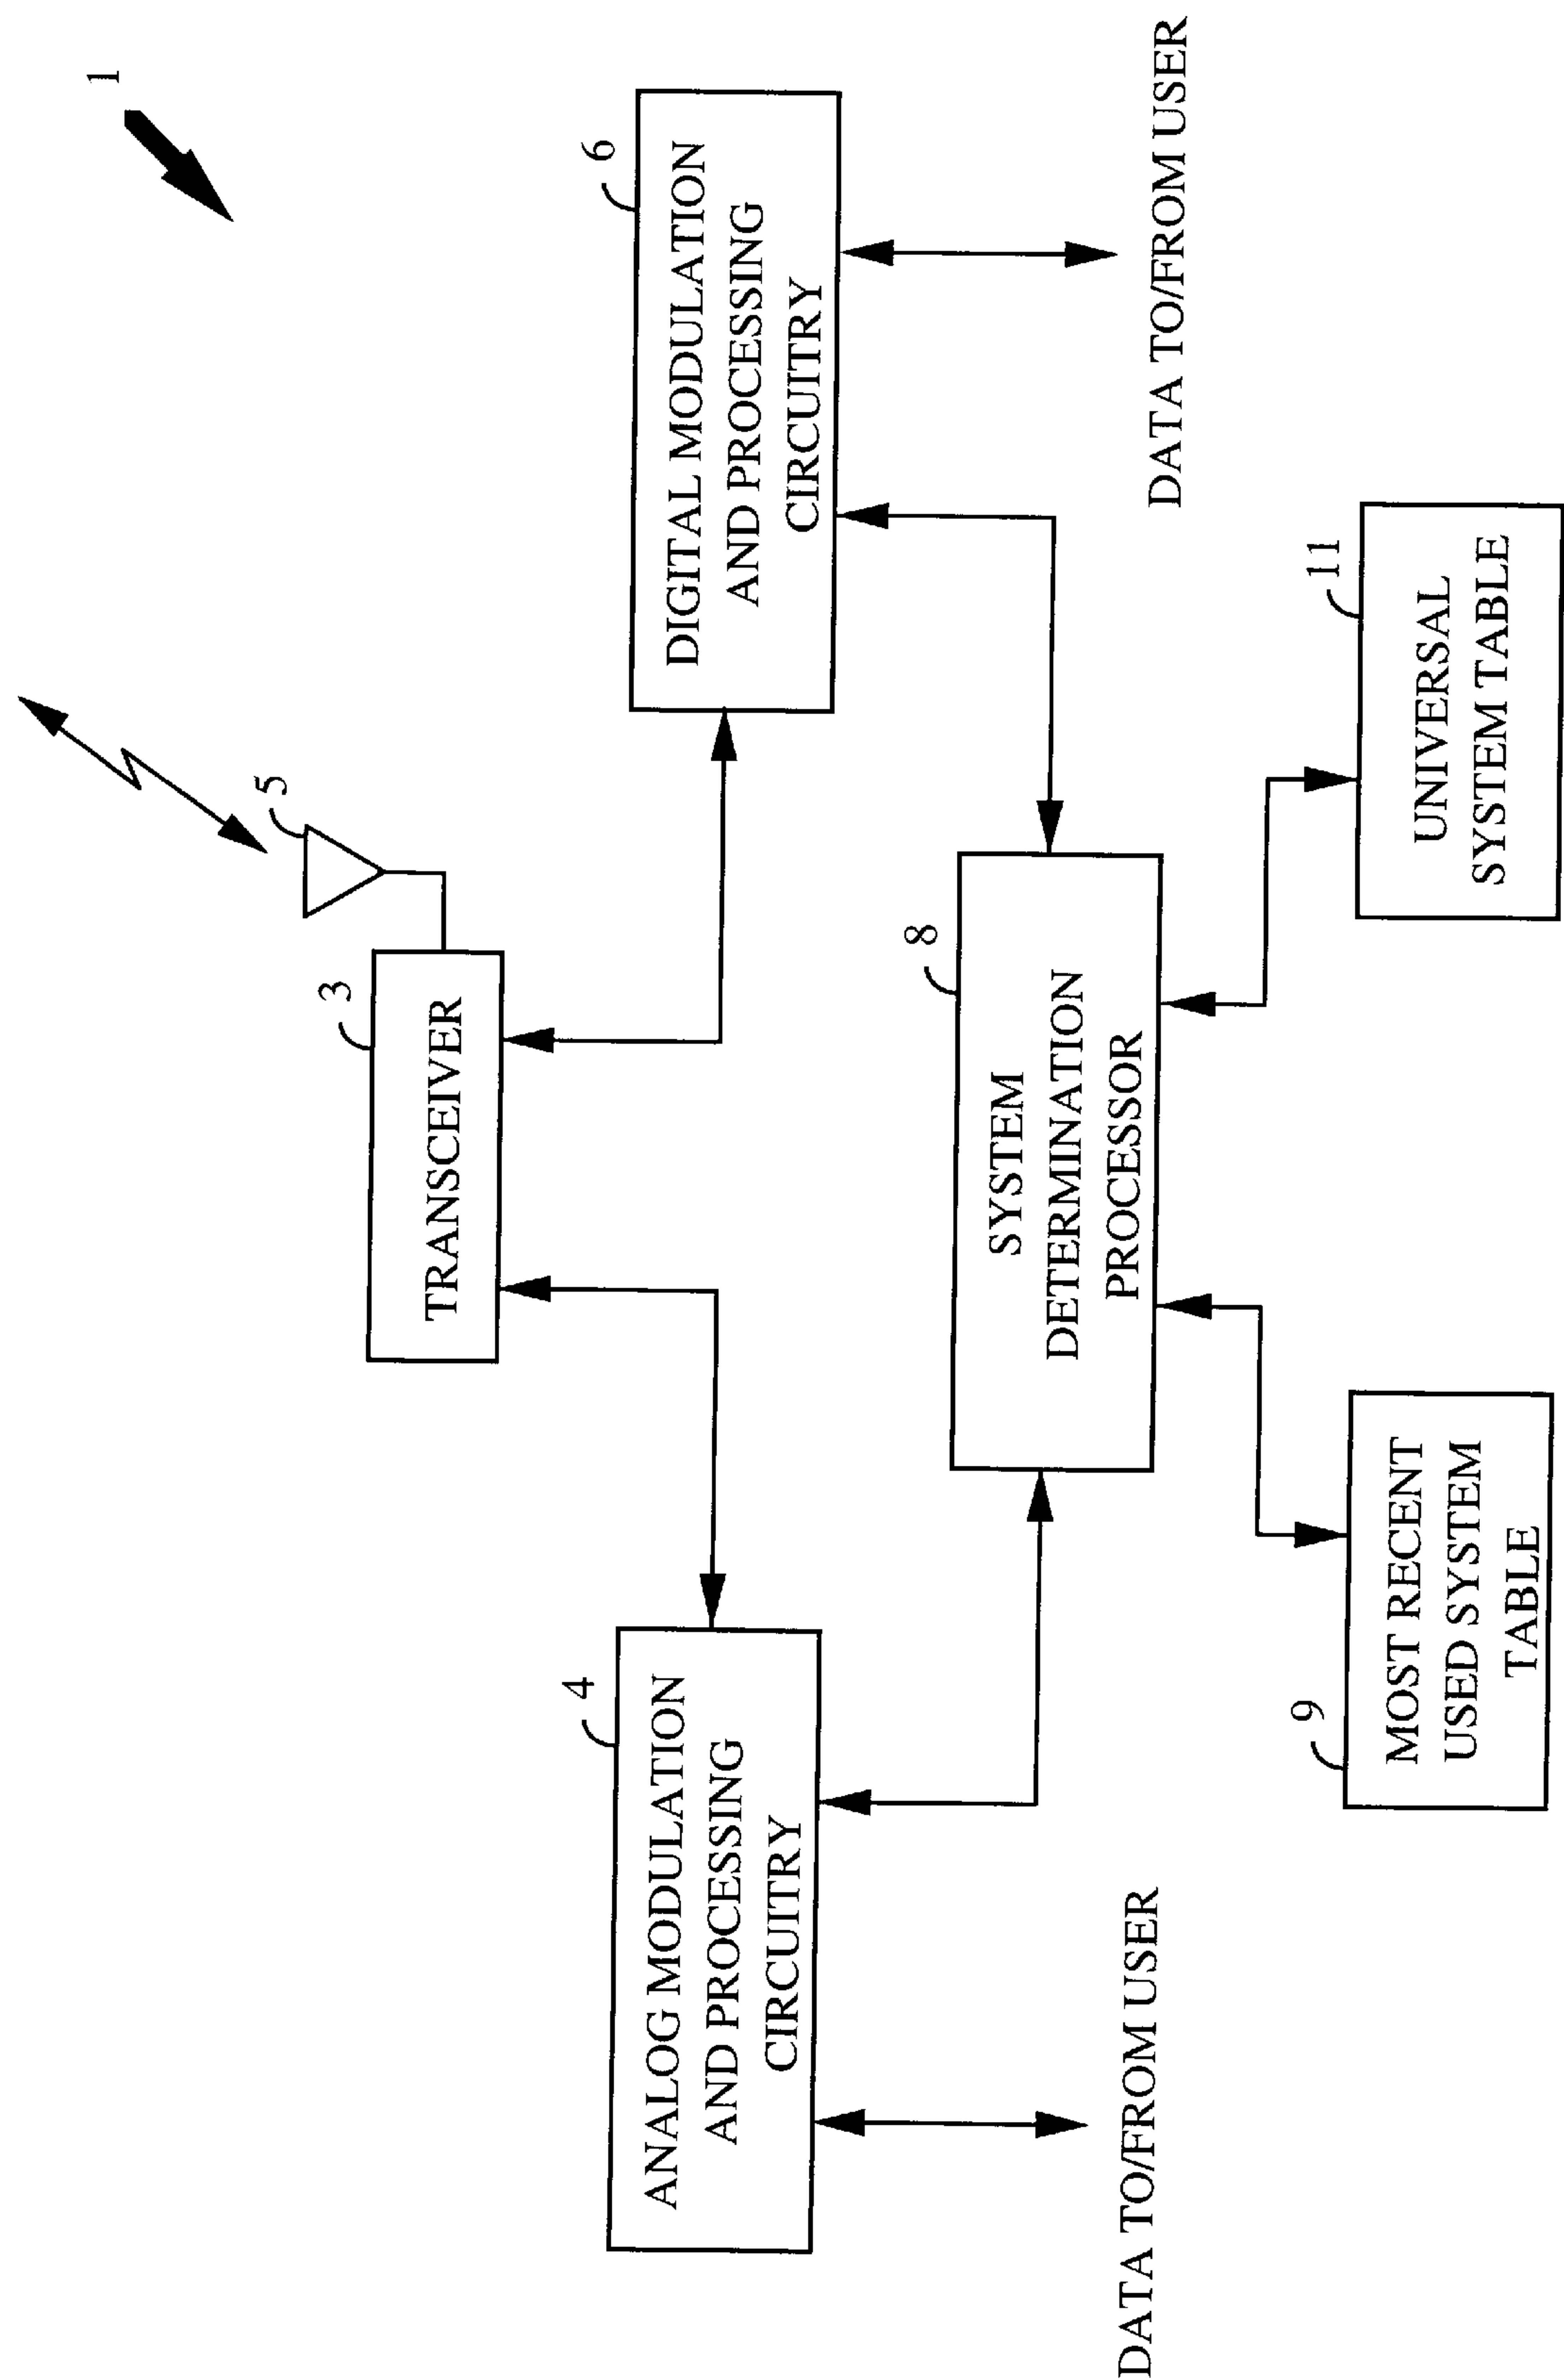 1
5
3
TRANSCEIVER
4
ANALOG MODULATION
AND PROCESSING
CIRCUITRY
6
DIGITAL MODULATION
AND PROCESSING
CIRCUITRY
8
SYSTEM
DETERMINATION
PROCESSOR
DATA TO/FROM USER
DATA TO/FROM USER
9
MOST RECENT
USED SYSTEM
TABLE
11
UNIVERSAL
SYSTEM TABLE